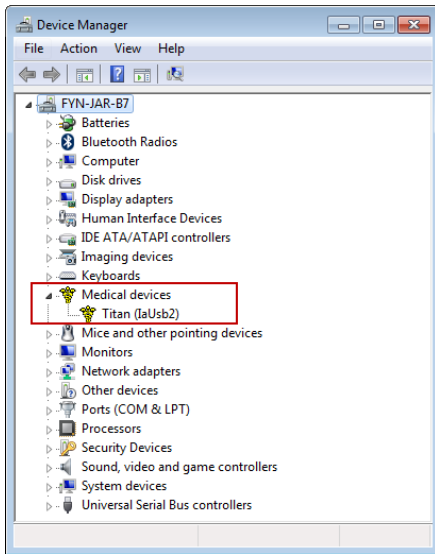 Device Manager
File Action View Help
FYN-JAR-B7
Batteries
Bluetooth Radios
Computer
Disk drives
Display adapters
Human Interface Devices
IDE ATA/ATAPI controllers
Imaging devices
Keyboards
Medical devices
Titan (IaUsb2)
Mice and other pointing devices
Monitors
Network adapters
Other devices
Ports (COM & LPT)
Processors
Security Devices
Sound, video and game controllers
System devices
Universal Serial Bus controllers